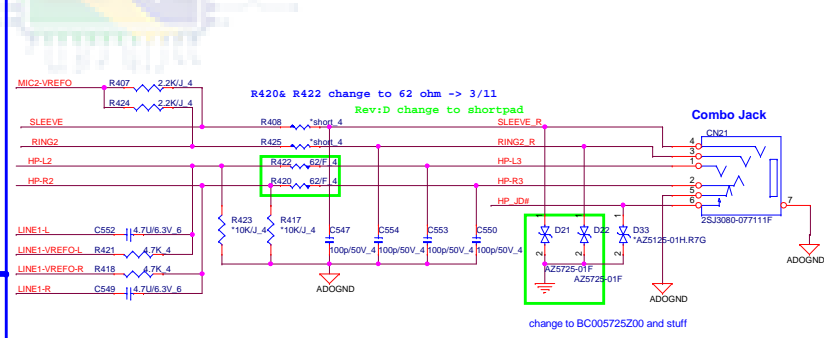 MIC2-VREFO
R407 2.2K/J_4
R424 2.2K/J_4
R420& R422 change to 62 ohm -> 3/11
Rev:D change to shortpad
SLEEVE
R408 *short_4
SLEEVE_R
RING2
R425 *short_4
RING2_R
HP-L2
R422 62/F_4
HP-L3
HP-R2
R420 62/F_4
HP-R3
HP_JD#
Combo Jack
CN21
4
3
1
2
5
6
7
2SJ3080-077111F
ADOGND
LINE1-L
C552 4.7U/6.3V_6
LINE1-VREFO-L
R421 4.7K_4
LINE1-VREFO-R
R418 4.7K_4
LINE1-R
C549 4.7U/6.3V_6
R423
*10K/J_4
R417
*10K/J_4
C547
100p/50V_4
C554
100p/50V_4
C553
100p/50V_4
C550
100p/50V_4
ADOGND
1
D21
2
AZ5725-01F
1
D22
2
AZ5725-01F
1
D33
2
*AZ5125-01H.R7G
ADOGND
change to BC005725Z00 and stuff